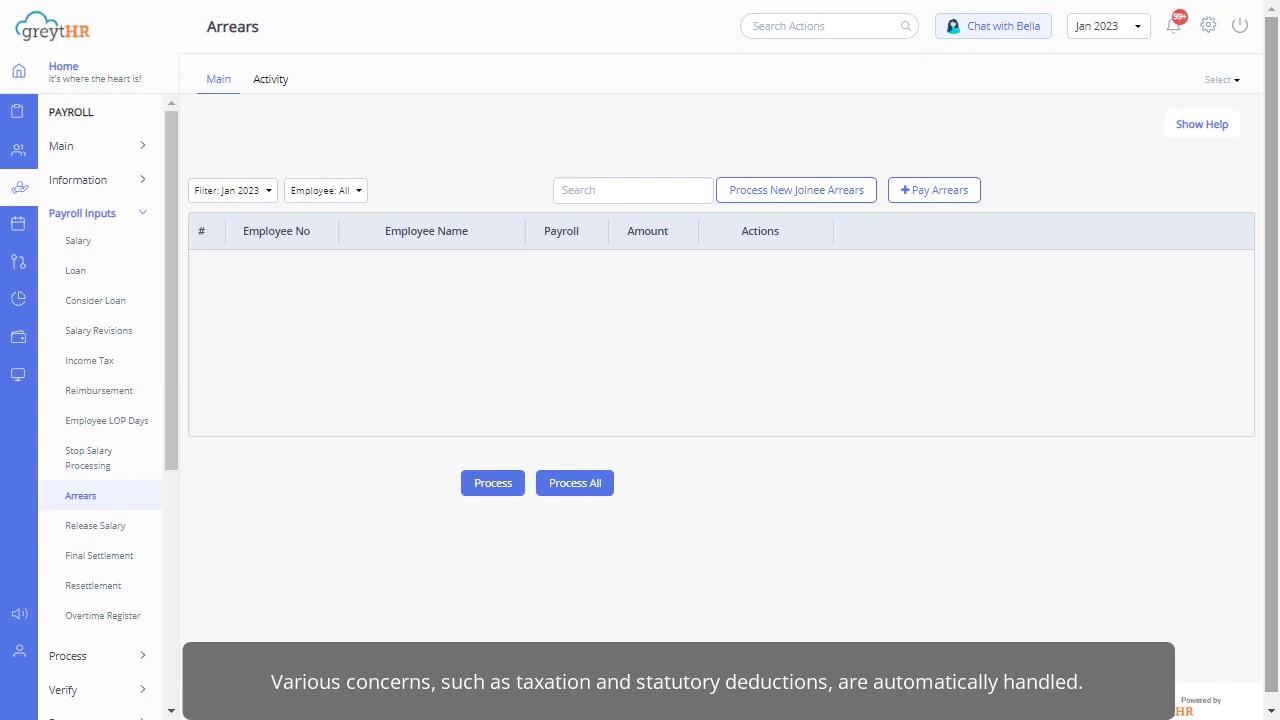 greytHR
Arrears
Search Actions
Chat with Bella
Jan 2023
99+
Home
it's where the heart is!
Main
Activity
Select
PAYROLL
Show Help
Main
Information
Filter: Jan 2023
Employee: All
Search
Process New Joinee Arrears
+ Pay Arrears
Payroll Inputs
# Employee No Employee Name Payroll Amount Actions
Salary
Loan
Consider Loan
Salary Revisions
Income Tax
Reimbursement
Employee LOP Days
Stop Salary
Processing
Process
Process All
Arrears
Release Salary
Final Settlement
Resettlement
Overtime Register
Process
Verify
Various concerns, such as taxation and statutory deductions, are automatically handled.
Powered by
HR